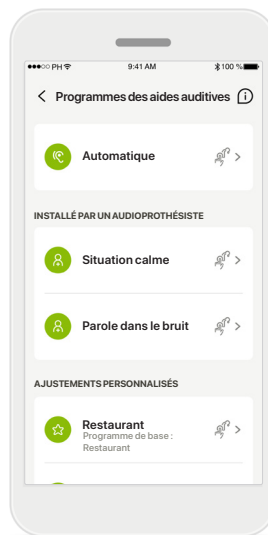 PH 9:41 AM 100 %
Programmes des aides auditives
Automatique
INSTALLÉ PAR UN AUDIOPROTHÉSISTE
Situation calme
Parole dans le bruit
AJUSTEMENTS PERSONNALISÉS
Restaurant
Programme de base :
Restaurant